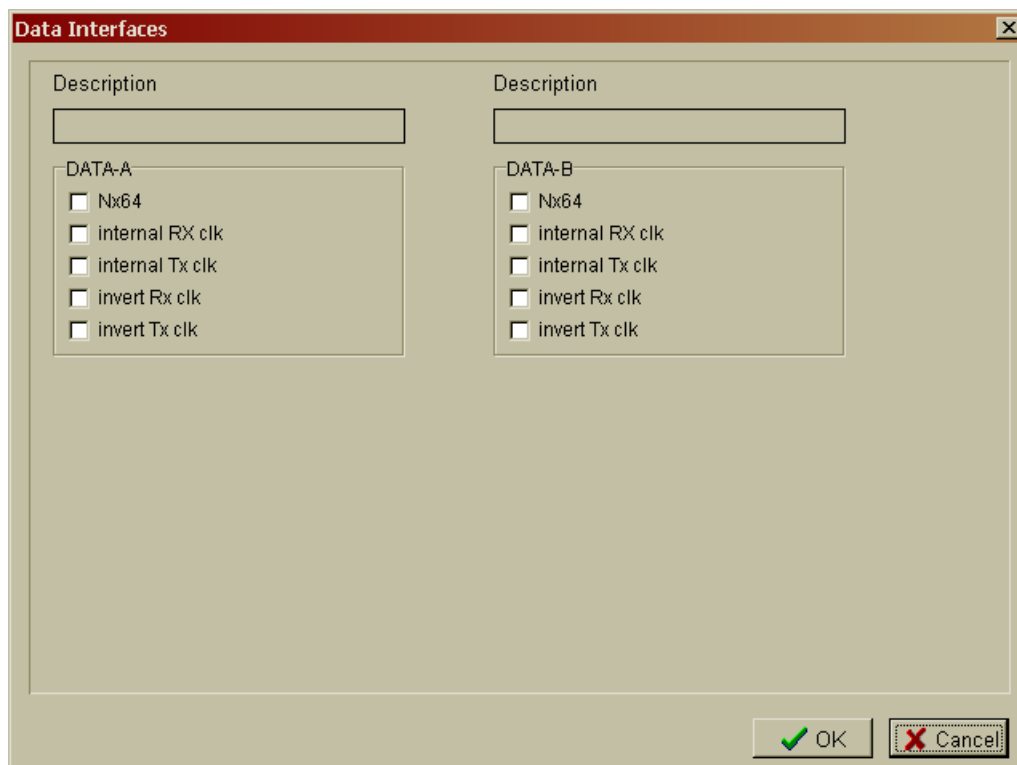 Data Interfaces
Description
DATA-A
Nx64
internal RX clk
internal Tx clk
invert Rx clk
invert Tx clk
Description
DATA-B
Nx64
internal RX clk
internal Tx clk
invert Rx clk
invert Tx clk
OK
Cancel